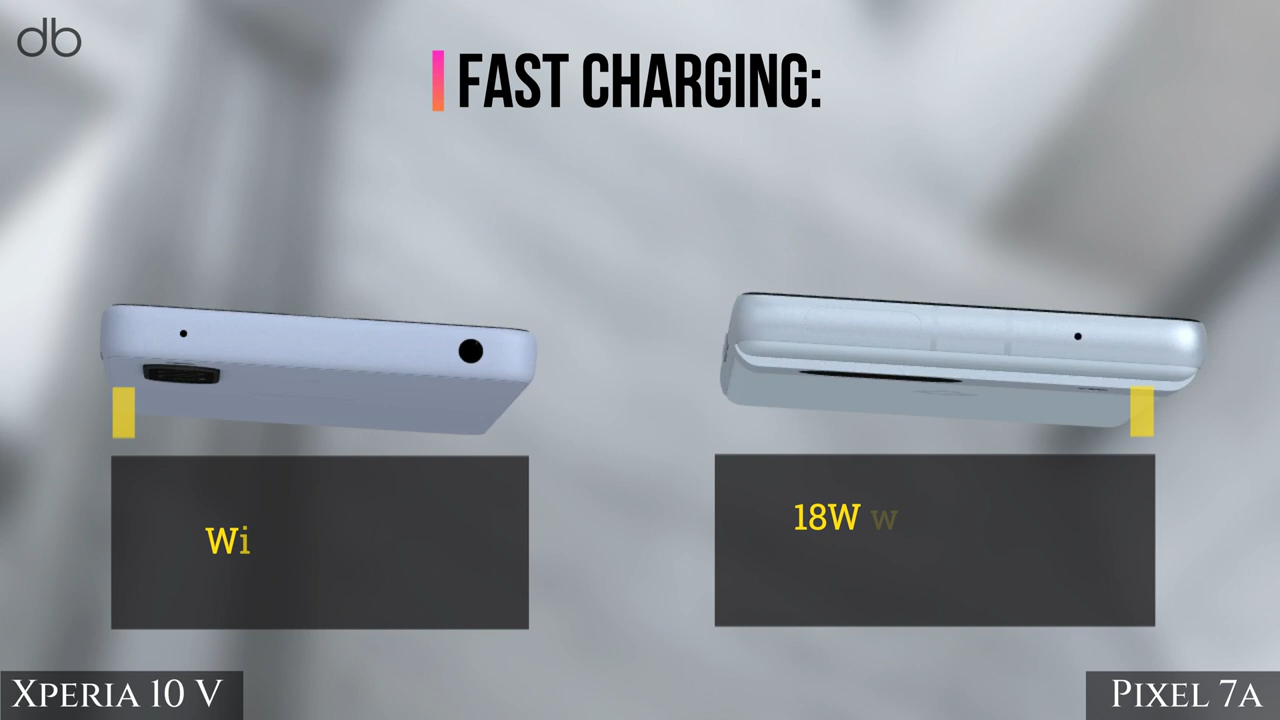 db
FAST CHARGING:
Wi
18W w
XPERIA 10 V
PIXEL 7A